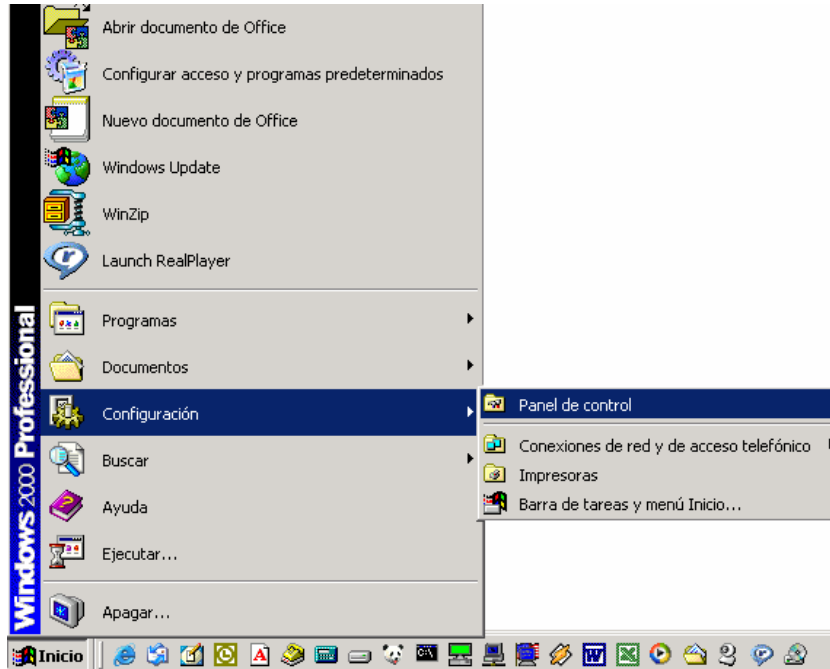 Abrir documento de Office
Configurar acceso y programas predeterminados
Nuevo documento de Office
Windows Update
WinZip
Launch RealPlayer
Programas
Documentos
Configuración
Buscar
Ayuda
Ejecutar...
Apagar...
Panel de control
Conexiones de red y de acceso telefónico
Impresoras
Barra de tareas y menú Inicio...
Windows 2000 Professional
Inicio